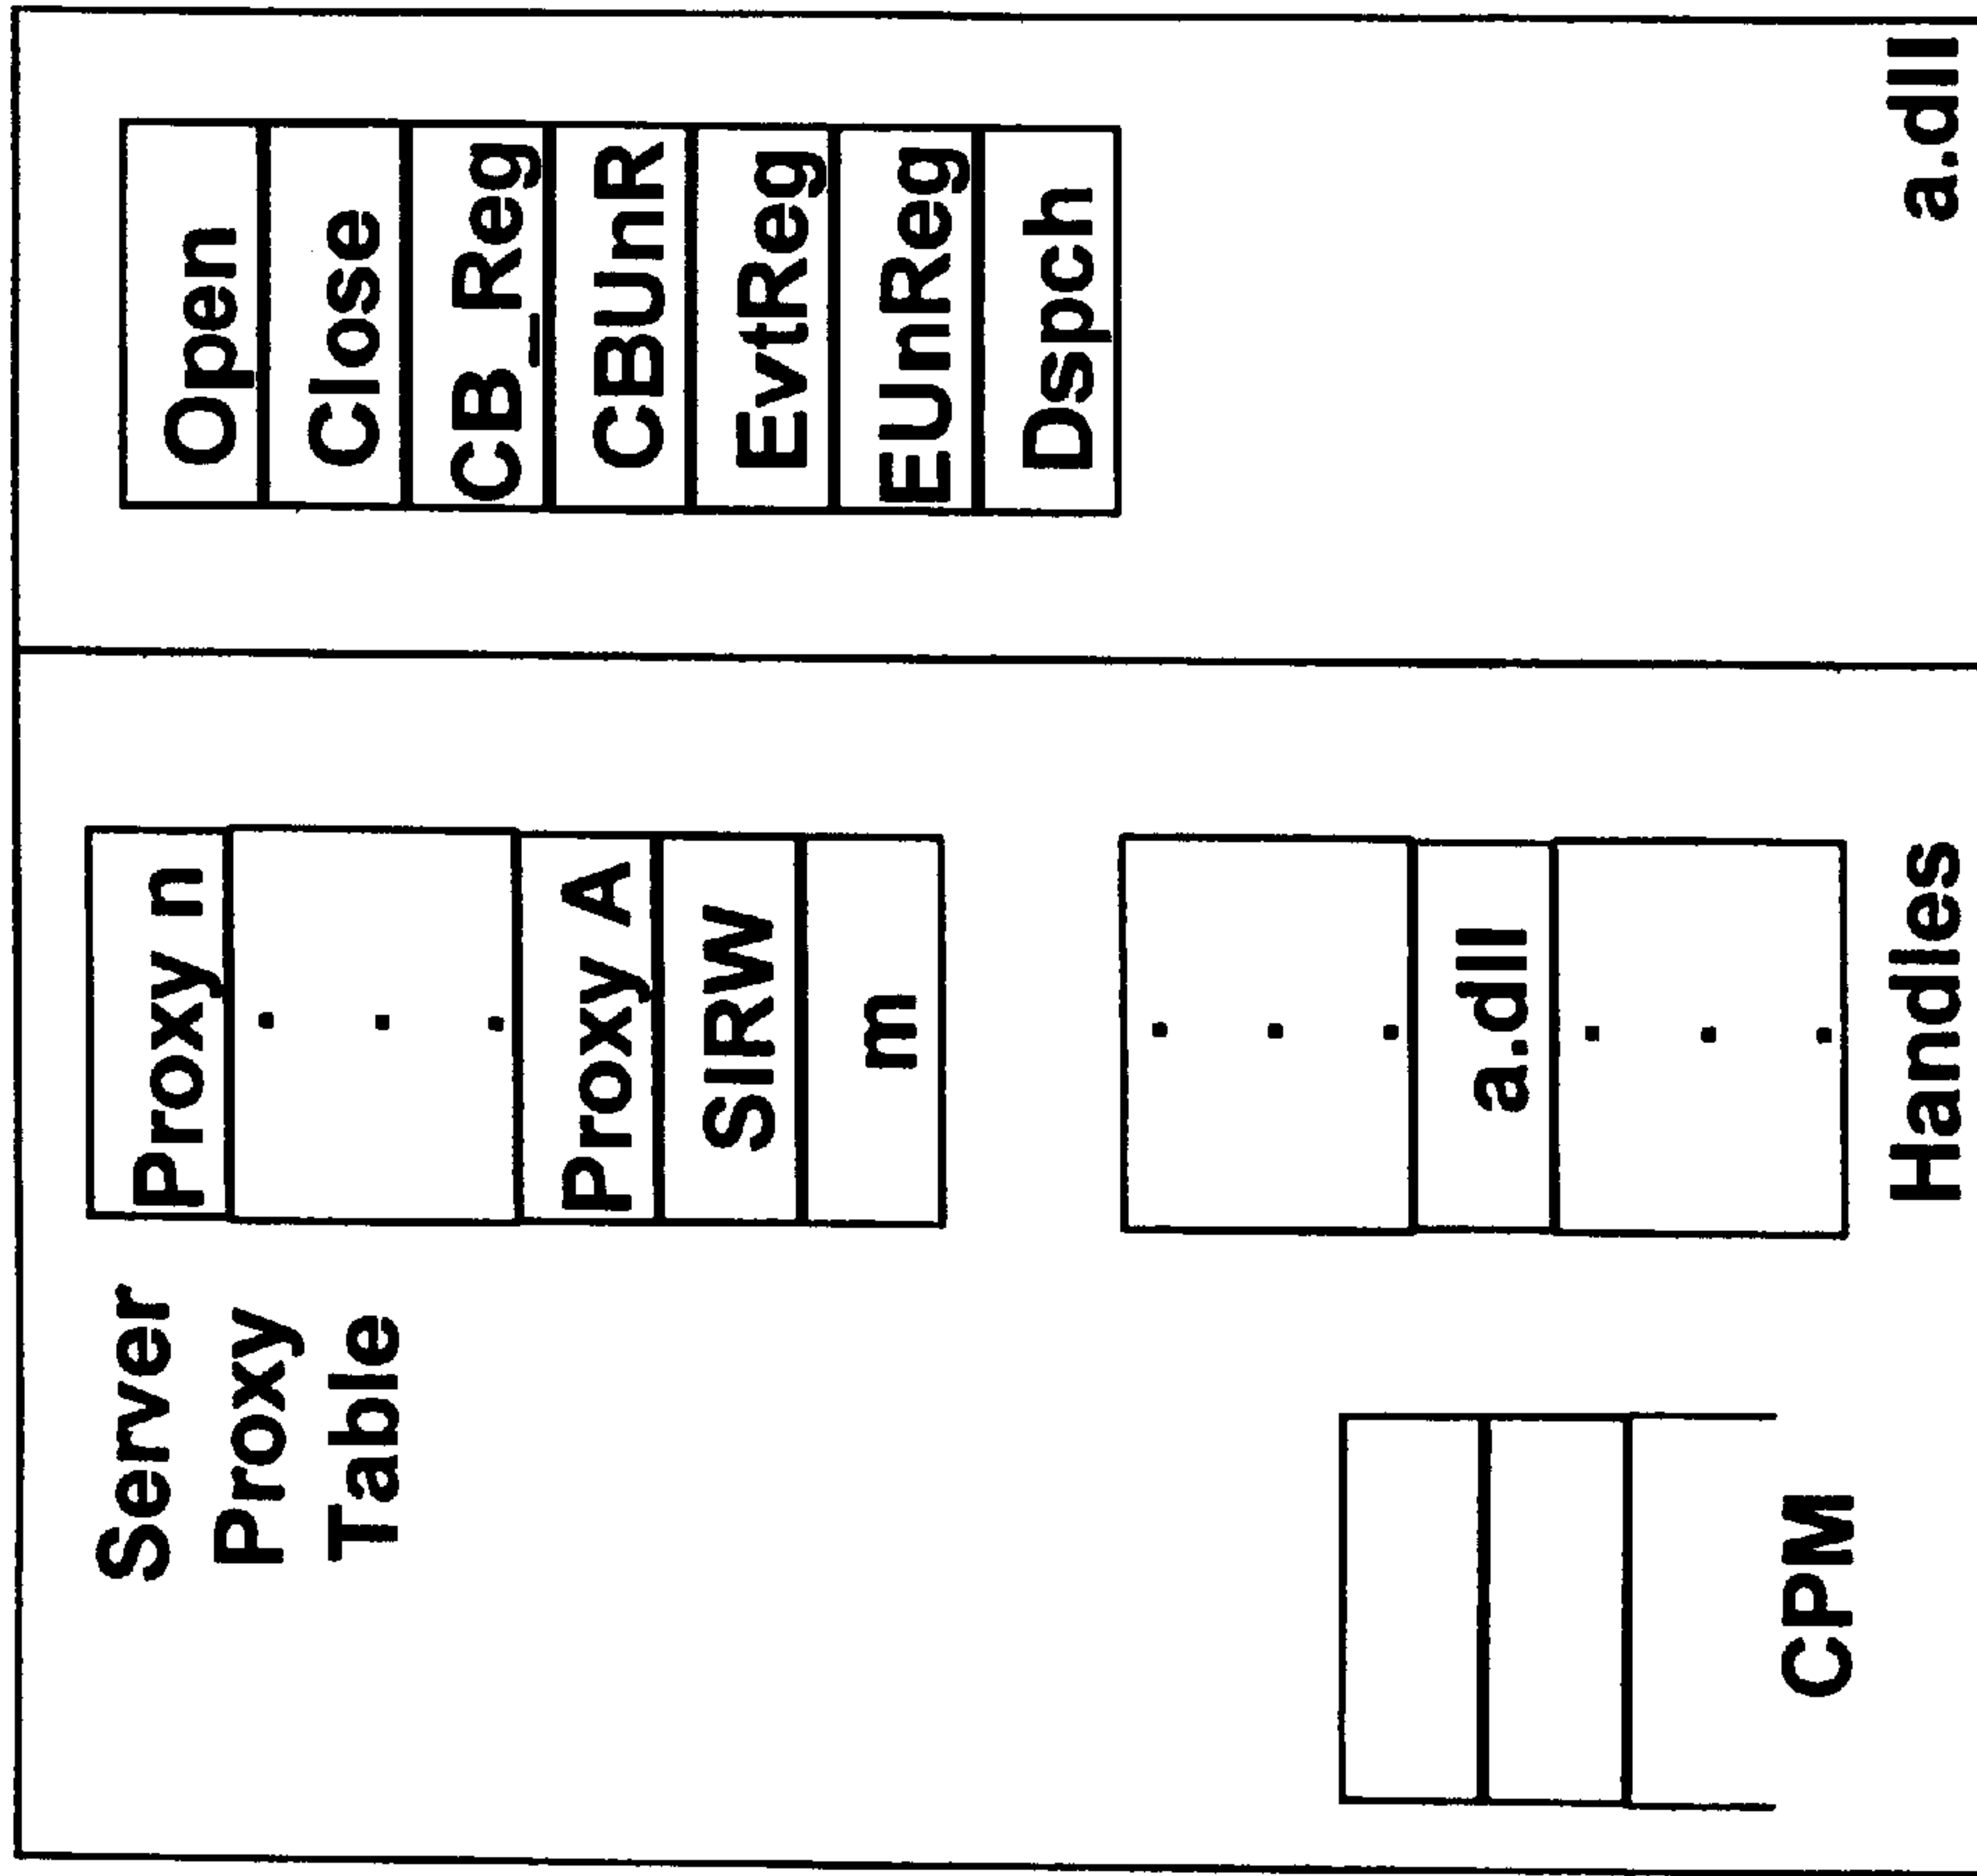 Server
Proxy
Table
Proxy n
Proxy A
SIRW
m
a.dll
Handles
CPM
Open
Close
CB_Reg
CBUnR
EvtReg
EUnReg
Dspch
a.dll